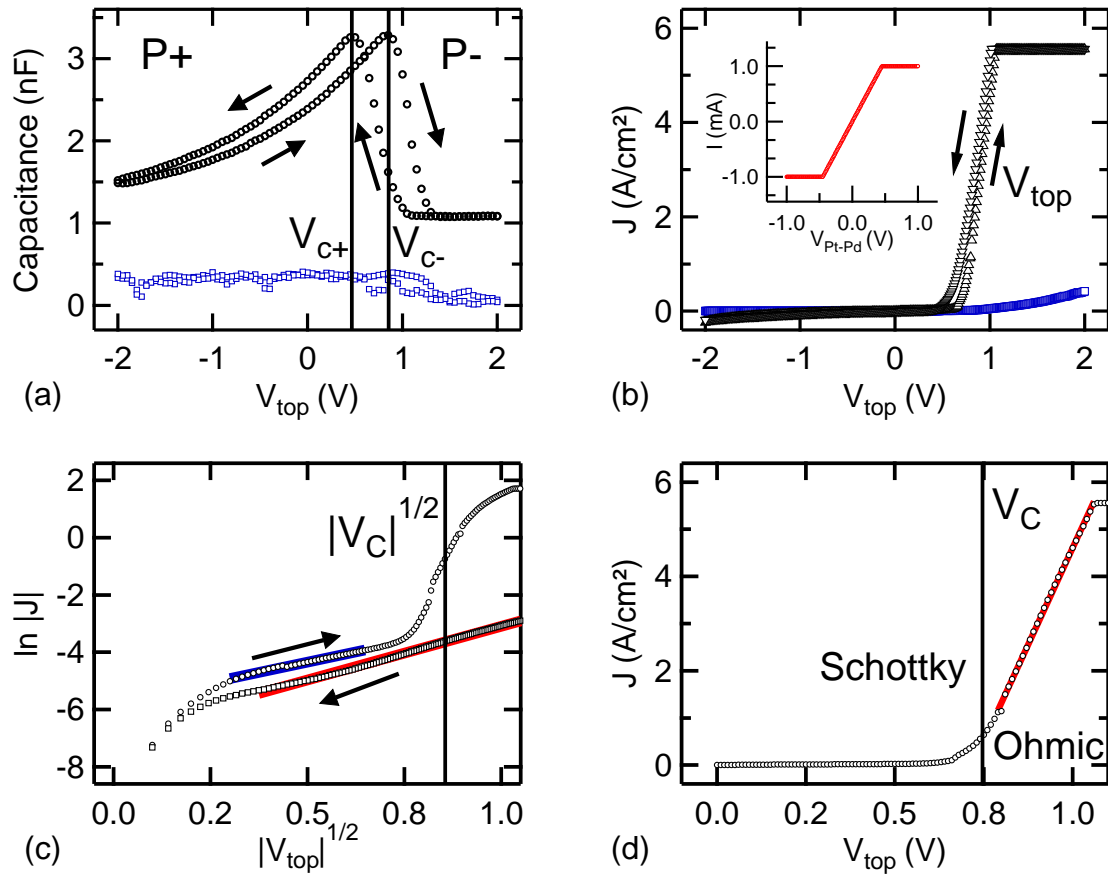 P+
P-
V_c+
V_c-
Capacitance (nF)
3
2
1
0
-2
-1
0
1
2
V_top (V)
(a)
J (A/cm²)
6
4
2
0
I (mA)
1.0
0.0
-1.0
-1.0
0.0
1.0
V_Pt-Pd (V)
V_top
-2
-1
0
1
2
V_top (V)
(b)
ln |J|
2
0
-2
-4
-6
-8
|V_C|^1/2
0.0
0.2
0.5
0.8
1.0
|V_top|^1/2
(c)
J (A/cm²)
6
4
2
0
V_C
Schottky
Ohmic
0.0
0.2
0.5
0.8
1.0
V_top (V)
(d)